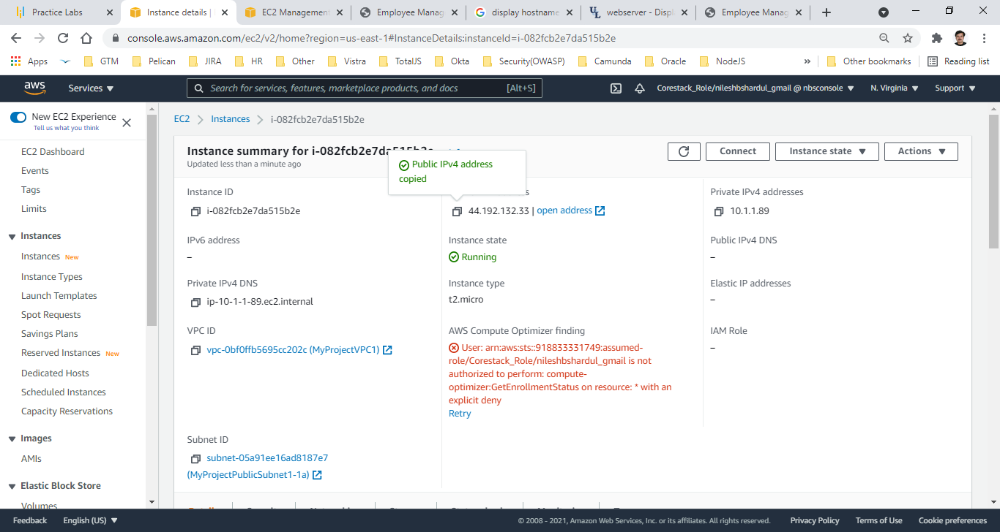 Practice Labs
Instance details |
EC2 Management
Employee Manag
display hostname
webserver - Displ
Employee Manag
console.aws.amazon.com/ec2/v2/home?region=us-east-1#InstanceDetails:instanceId=i-082fcb2e7da515b2e
Apps
GTM
Pelican
JIRA
HR
Other
Vistra
TotalJS
Okta
Security(OWASP)
Camunda
Oracle
NodeJS
»
Other bookmarks
Reading list
aws
Services
Search for services, features, marketplace products, and docs
[Alt+S]
Corestack_Role/nileshbshardul_gmail @ nbsconsole
N. Virginia
Support
New EC2 Experience
Tell us what you think
EC2 Dashboard
Events
Tags
Limits
Instances
Instances New
Instance Types
Launch Templates
Spot Requests
Savings Plans
Reserved Instances New
Dedicated Hosts
Scheduled Instances
Capacity Reservations
Images
AMIs
Elastic Block Store
Volumes
EC2
Instances
i-082fcb2e7da515b2e
Instance summary for i-082fcb2e7da515b2e
Updated less than a minute ago
Connect
Instance state
Actions
Public IPv4 address
copied
Instance ID
i-082fcb2e7da515b2e
44.192.132.33 | open address
Private IPv4 addresses
10.1.1.89
IPv6 address
–
Instance state
Running
Public IPv4 DNS
–
Private IPv4 DNS
ip-10-1-1-89.ec2.internal
Instance type
t2.micro
Elastic IP addresses
–
VPC ID
vpc-0bf0ffb5695cc202c (MyProjectVPC1)
AWS Compute Optimizer finding
User: arn:aws:sts::918833331749:assumed-
role/Corestack_Role/nileshbshardul_gmail is not
authorized to perform: compute-
optimizer:GetEnrollmentStatus on resource: * with an
explicit deny
Retry
IAM Role
–
Subnet ID
subnet-05a91ee16ad8187e7
(MyProjectPublicSubnet1-1a)
Feedback
English (US)
© 2008 - 2021, Amazon Web Services, Inc. or its affiliates. All rights reserved.
Privacy Policy
Terms of Use
Cookie preferences